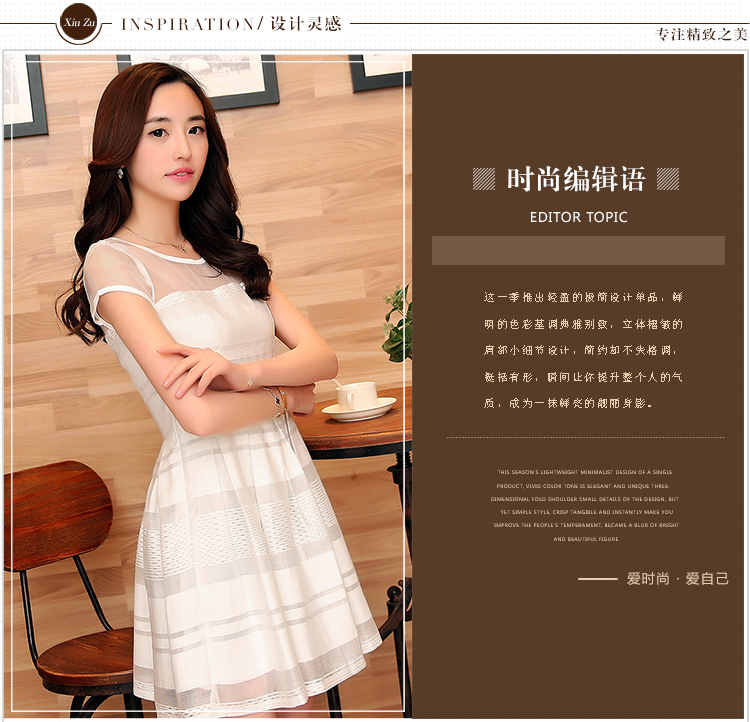 Xiu Zu
INSPIRATION/设计灵感
专注精致之美
时尚编辑语
EDITOR TOPIC
这一季推出轻盈的极简设计单品，鲜
明的色彩基调典雅别致，立体褶皱的
肩部小细节设计，简约却不失格调，
挺括有形，瞬间让你提升整个人的气
质，成为一抹鲜亮的靓丽身影。
THIS SEASON'S LIGHTWEIGHT MINIMALIST DESIGN OF A SINGLE
PRODUCT, VIVID COLOR TONE IS ELEGANT AND UNIQUE THREE-
DIMENSIONAL FOLD SHOULDER SMALL DETAILS OF THE DESIGN, BUT
YET SIMPLE STYLE, CRISP TANGIBLE AND INSTANTLY MAKE YOU
IMPROVE THE PEOPLE'S TEMPERAMENT, BECAME A BLUR OF BRIGHT
AND BEAUTIFUL FIGURE
爱时尚 · 爱自己